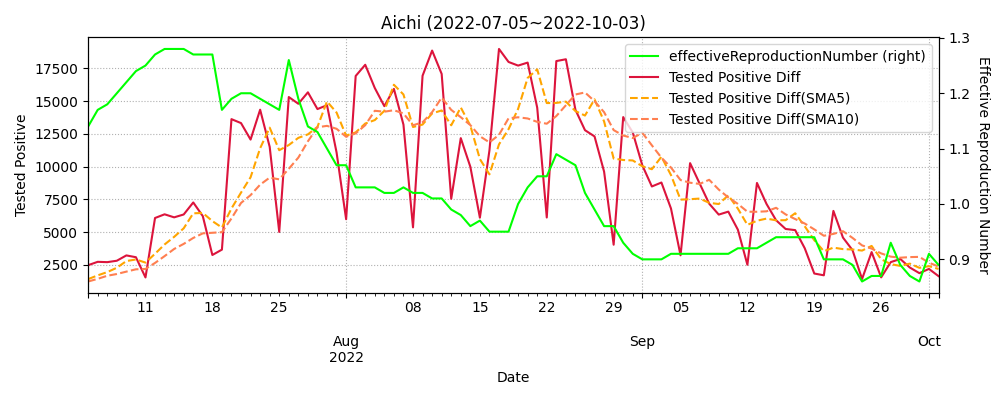 Aichi (2022-07-05~2022-10-03)
effectiveReproductionNumber (right)
Tested Positive Diff
Tested Positive Diff(SMA5)
Tested Positive Diff(SMA10)
Tested Positive
17500
15000
12500
10000
7500
5000
2500
1.3
1.2
1.1
1.0
0.9
Effective Reproduction Number
11 18 25 08 15 22 29 05 12 19 26
Aug Sep Oct
2022
Date